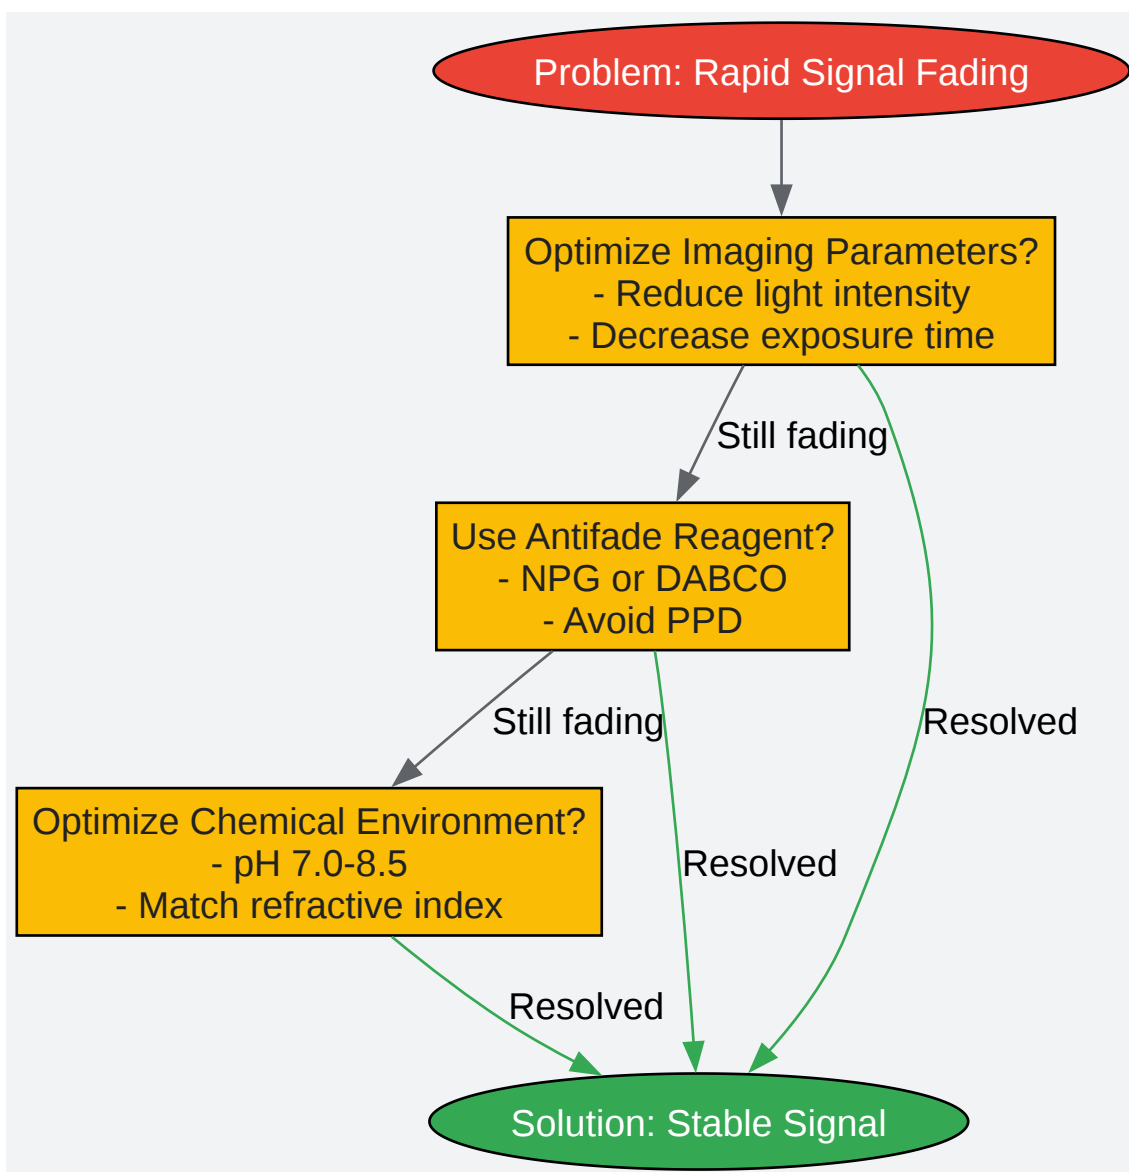 Problem: Rapid Signal Fading
Optimize Imaging Parameters?
- Reduce light intensity
- Decrease exposure time
Still fading
Use Antifade Reagent?
- NPG or DABCO
- Avoid PPD
Still fading
Resolved
Optimize Chemical Environment?
- pH 7.0-8.5
- Match refractive index
Resolved
Resolved
Solution: Stable Signal